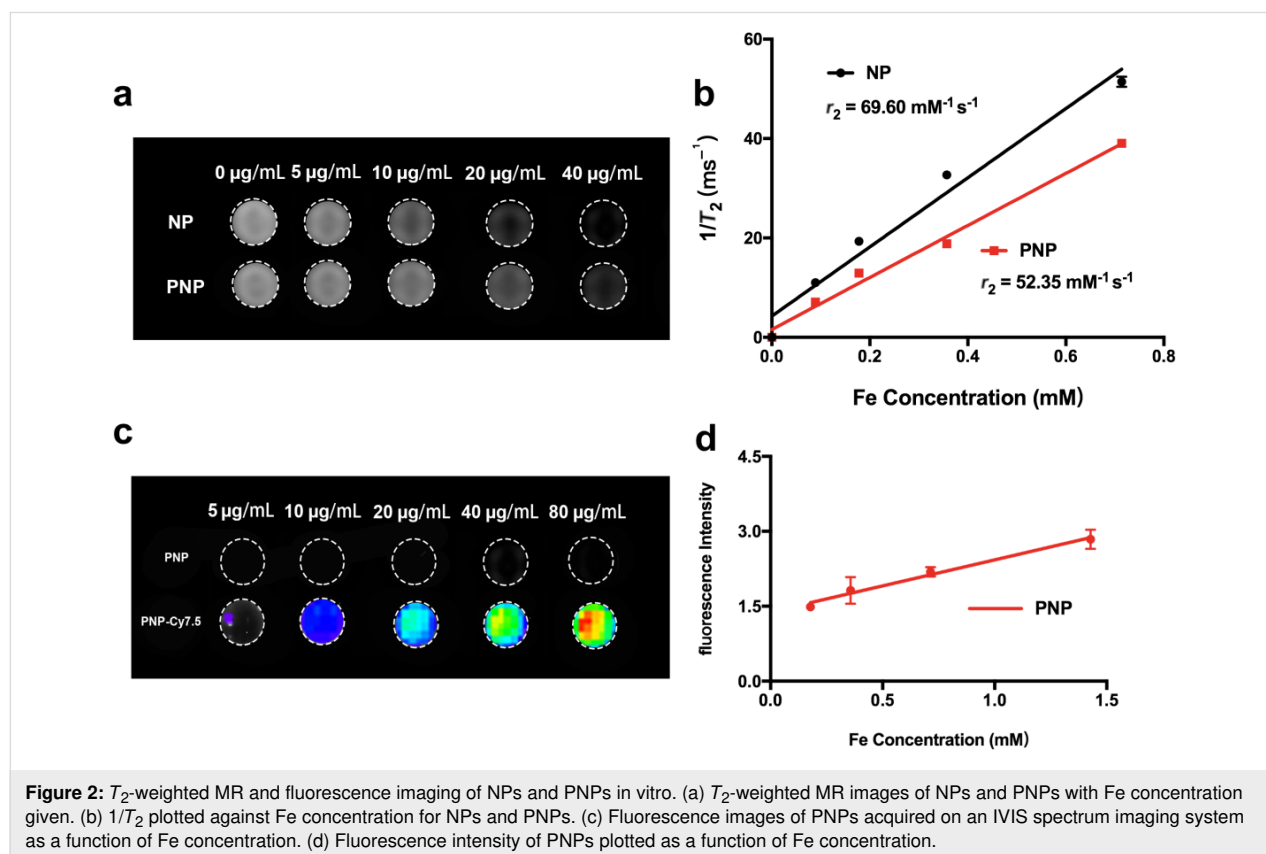 a
0 µg/mL 5 µg/mL 10 µg/mL 20 µg/mL 40 µg/mL
NP
PNP
b
60
40
20
0
1/T2 (ms−1)
NP
r2 = 69.60 mM-1 s-1
PNP
r2 = 52.35 mM-1 s-1
0.0 0.2 0.4 0.6 0.8
Fe Concentration (mM)
c
5 µg/mL 10 µg/mL 20 µg/mL 40 µg/mL 80 µg/mL
PNP
PNP-Cy7.5
d
4.5
3.0
1.5
0.0
fluorescence Intensity
PNP
0.0 0.5 1.0 1.5
Fe Concentration (mM)
Figure 2: T2-weighted MR and fluorescence imaging of NPs and PNPs in vitro. (a) T2-weighted MR images of NPs and PNPs with Fe concentration
given. (b) 1/T2 plotted against Fe concentration for NPs and PNPs. (c) Fluorescence images of PNPs acquired on an IVIS spectrum imaging system
as a function of Fe concentration. (d) Fluorescence intensity of PNPs plotted as a function of Fe concentration.